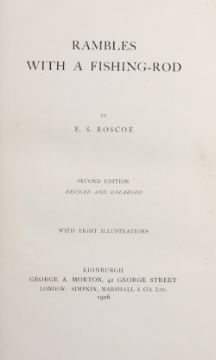 RAMBLES
WITH A FISHING-ROD
BY
E. S. ROSCOE
SECOND EDITION
REVISED AND ENLARGED
WITH EIGHT ILLUSTRATIONS
EDINBURGH
GEORGE A. MORTON, 42 GEORGE STREET
LONDON: SIMPKIN, MARSHALL & CO. LTD.
1906